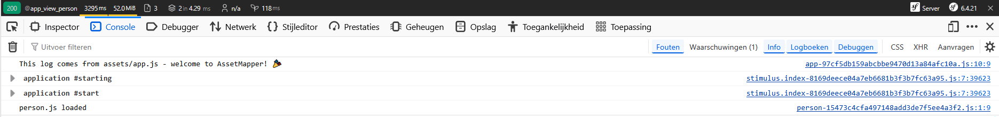 200 @app_view_person 3295 ms 52.0 MiB 3 2 in 4.29 ms n/a 118 ms sf Server sf 6.4.21
Inspector Console Debugger Netwerk Stijleditor Prestaties Geheugen Opslag Toegankelijkheid Toepassing
Uitvoer filteren Fouten Waarschuwingen (1) Info Logboeken Debuggen CSS XHR Aanvragen
This log comes from assets/app.js - welcome to AssetMapper! 🎉 app-97cf5db159abcbbe9470d13a84afc10a.js:10:9
application #starting stimulus.index-8169deece04a7eb6681b3f3b7fc63a95.js:7:39623
application #start stimulus.index-8169deece04a7eb6681b3f3b7fc63a95.js:7:39623
person.js loaded person-15473c4cfa497148add3de7f5ee4a3f2.js:1:9